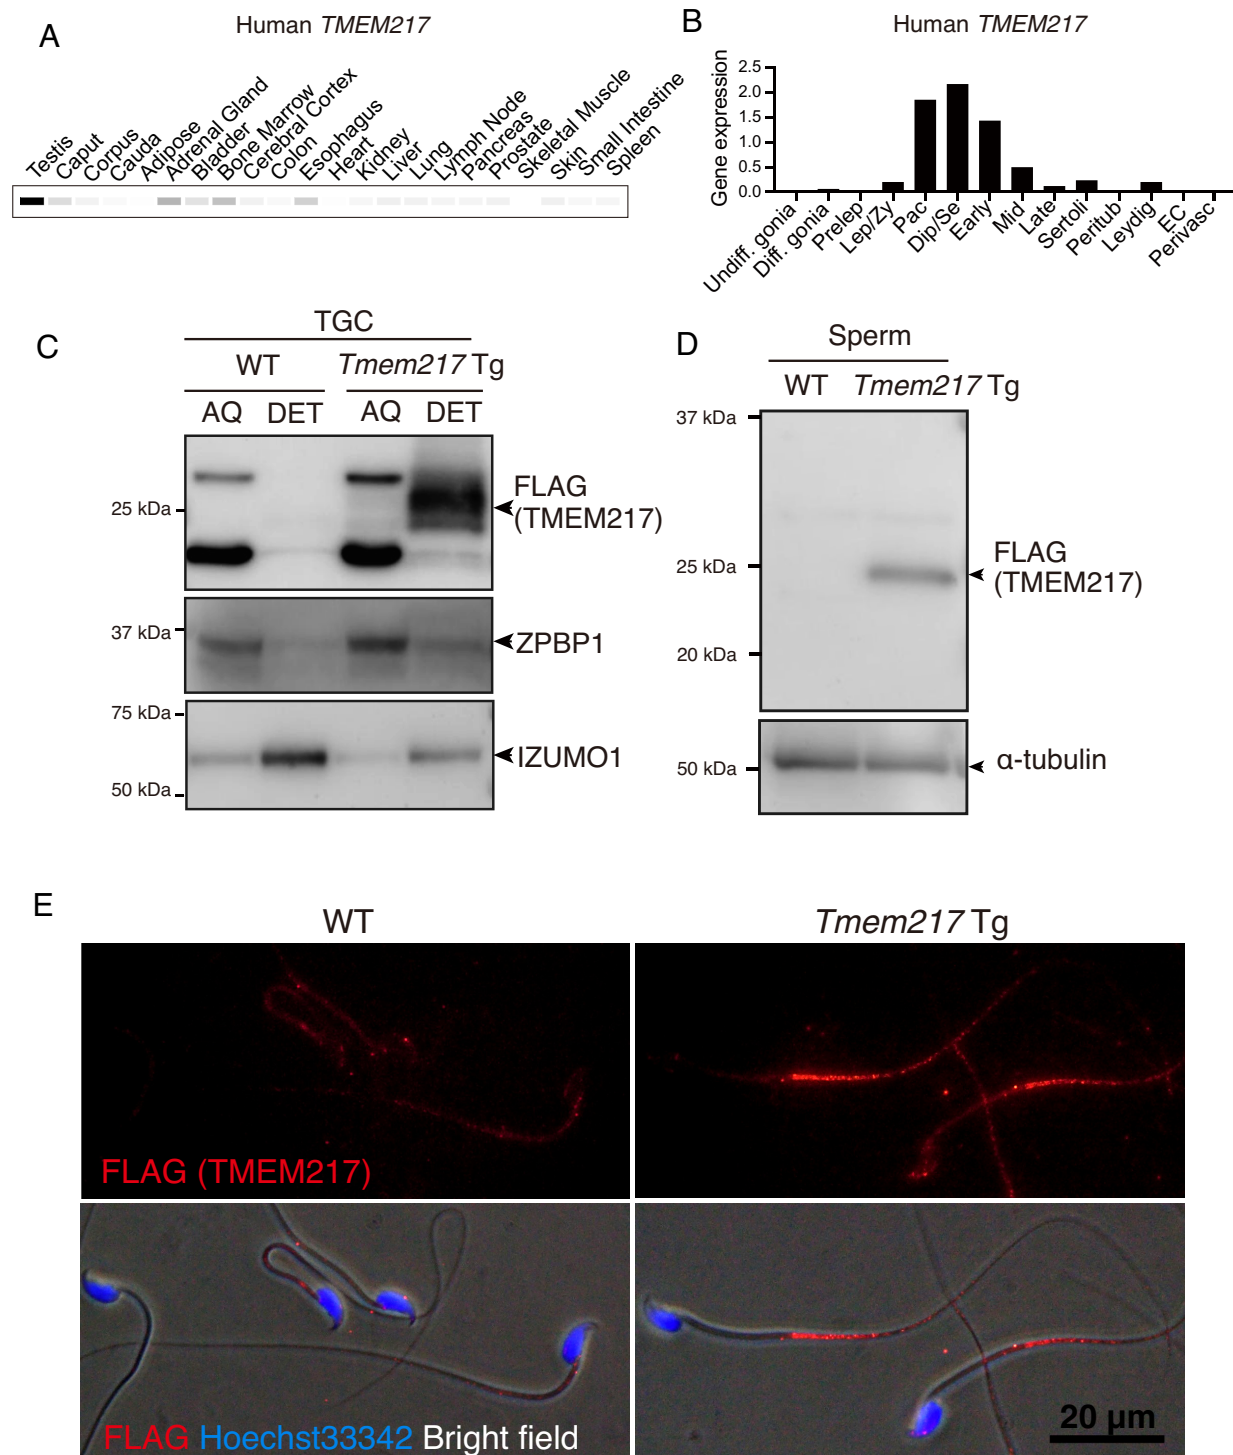 A
Human TMEM217
Testis
Caput
Corpus
Cauda
Adipose
Adrenal Gland
Bladder
Bone Marrow
Cerebral Cortex
Colon
Esophagus
Heart
Kidney
Liver
Lung
Lymph Node
Pancreas
Prostate
Skeletal Muscle
Skin
Small Intestine
Spleen
B
Human TMEM217
Gene expression
2.5
2.0
1.5
1.0
0.5
0.0
Undiff. gonia
Diff. gonia
Prelep
Lep/Zy
Pac
Dip/Se
Early
Mid
Late
Sertoli
Peritub
Leydig
EC
Perivasc
C
TGC
WT Tmem217 Tg
AQ DET AQ DET
25 kDa
FLAG
(TMEM217)
37 kDa
ZPBP1
75 kDa
IZUMO1
50 kDa
D
Sperm
WT Tmem217 Tg
37 kDa
25 kDa
FLAG
(TMEM217)
20 kDa
50 kDa
α-tubulin
E
WT
Tmem217 Tg
FLAG (TMEM217)
FLAG Hoechst33342 Bright field
20 μm